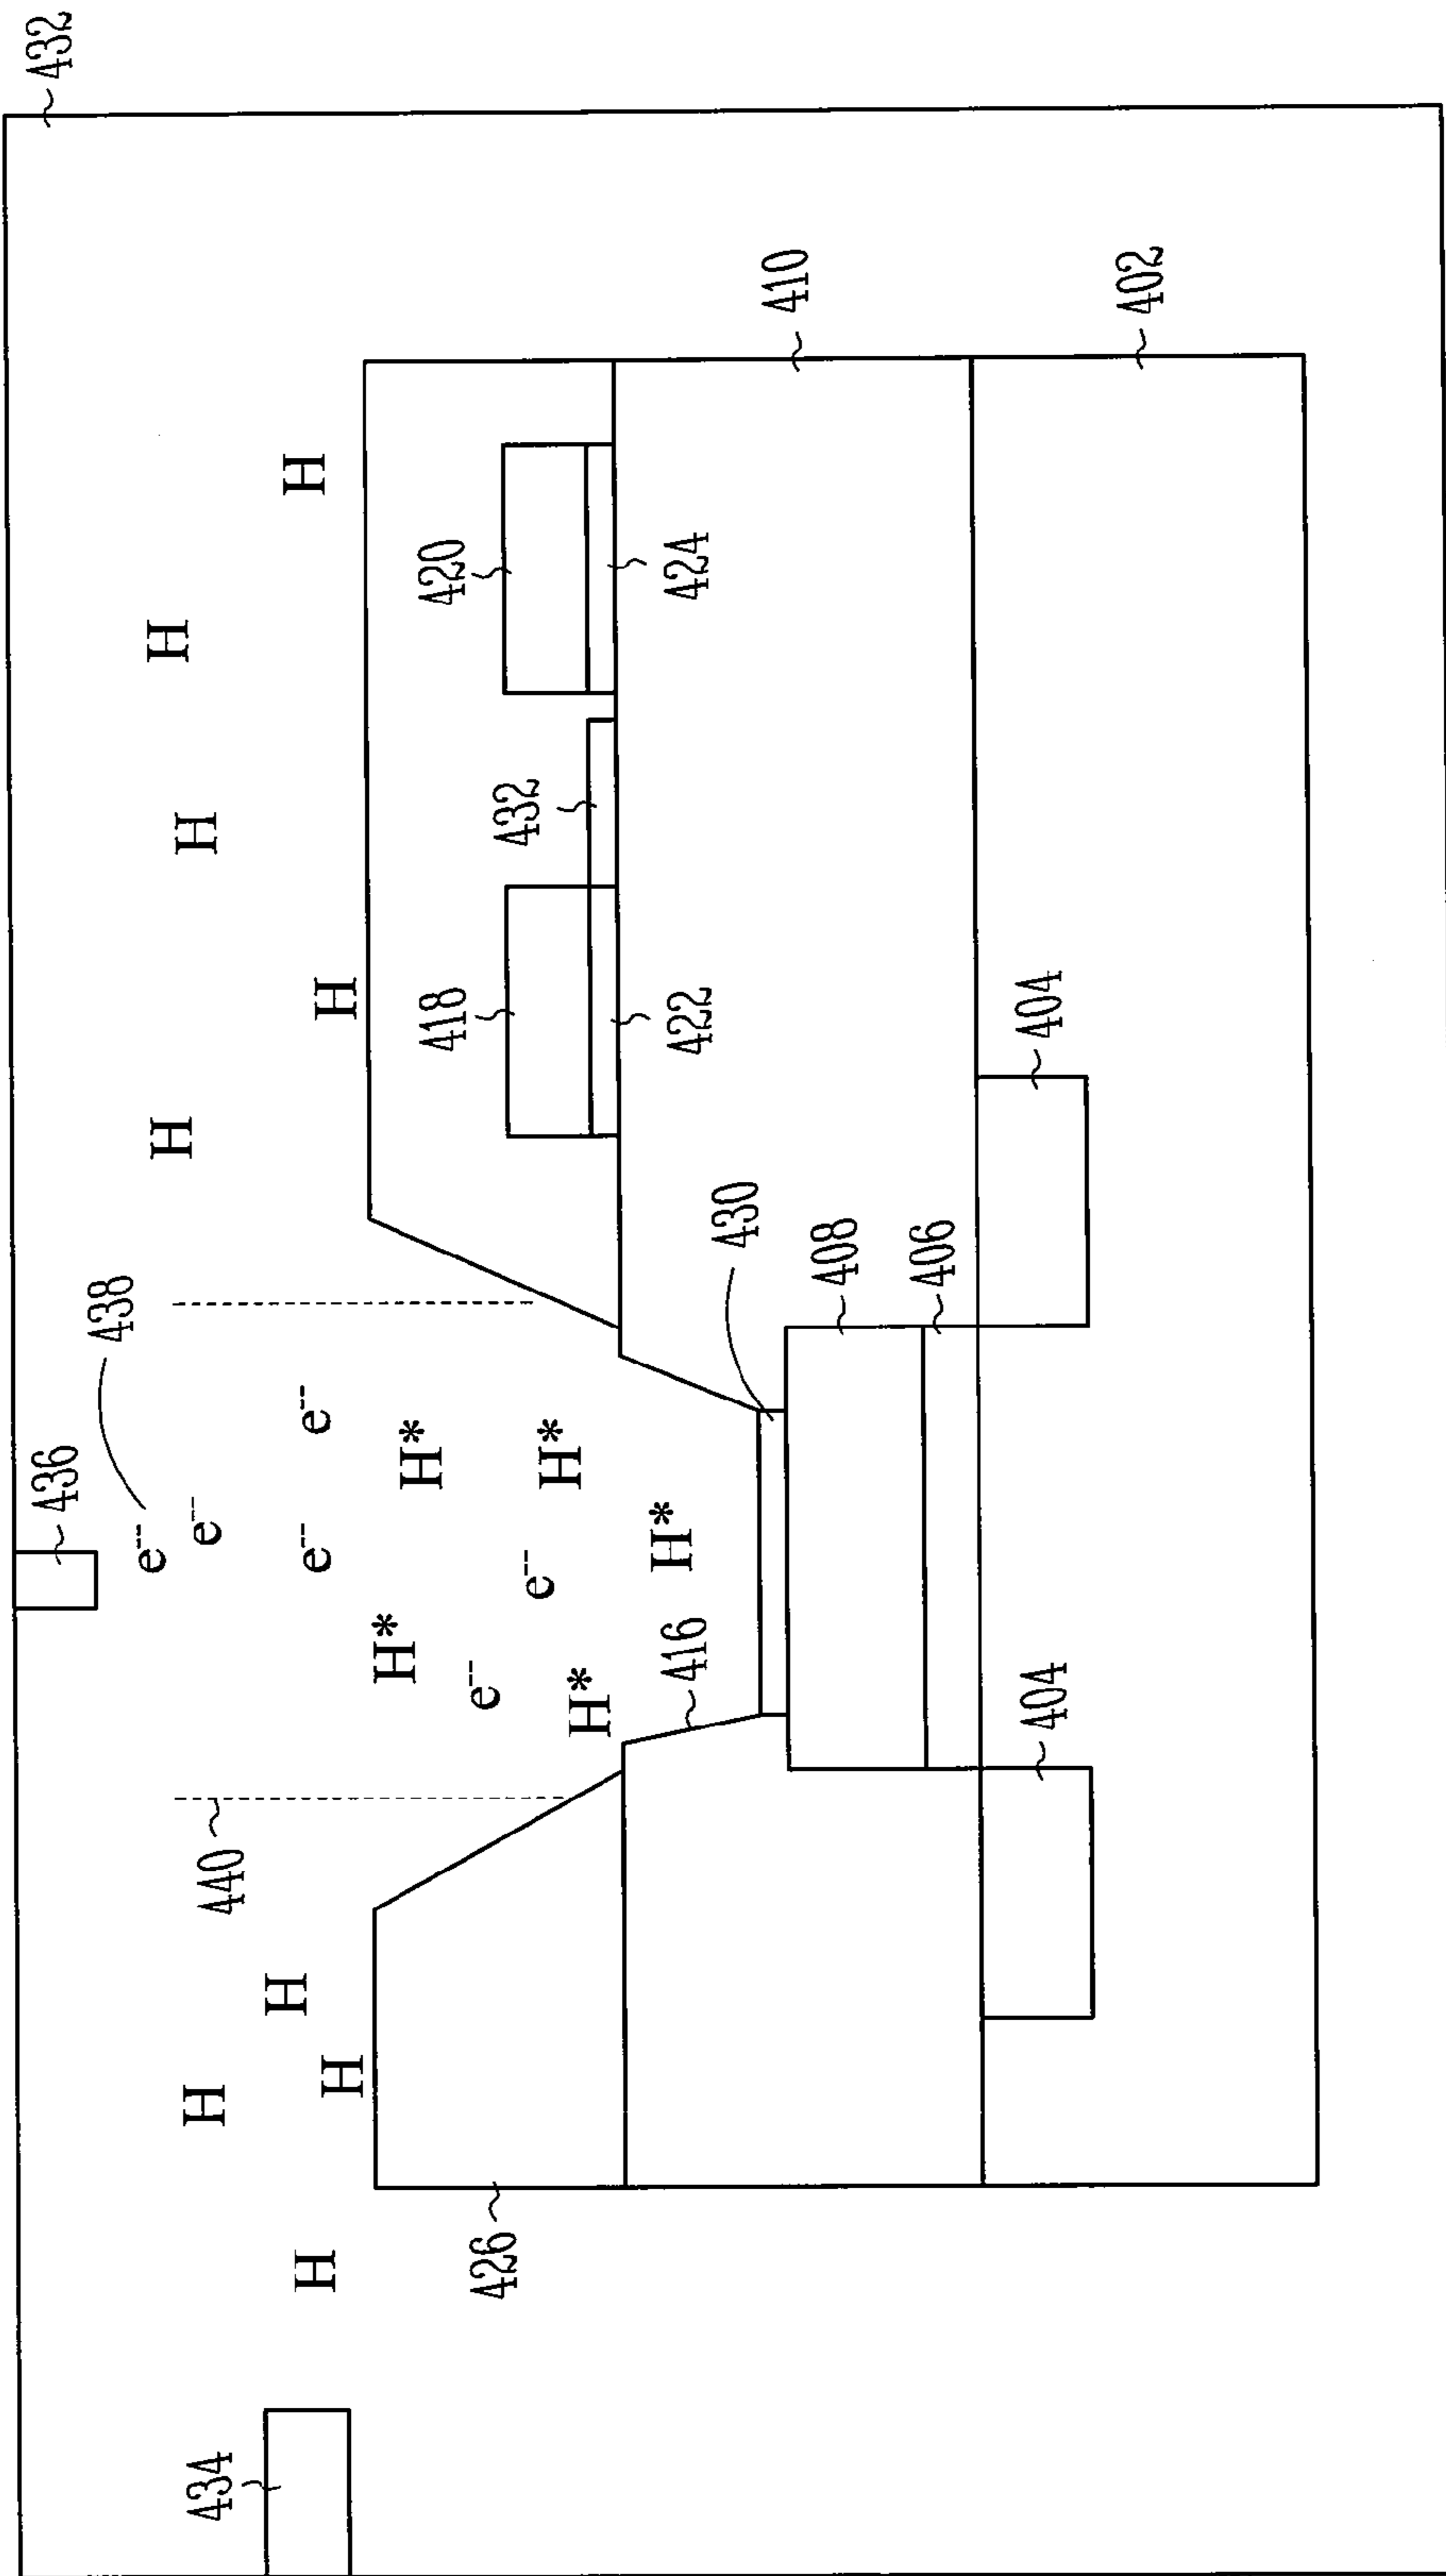 436 432
438
e⁻ H H
434 H 440 e⁻ H
H H e⁻ e⁻ H
H H
H* H* 418 420
426 e⁻ 432
e⁻ H*
H*
416 H* 422 424
430 410
408
406
404 404
402